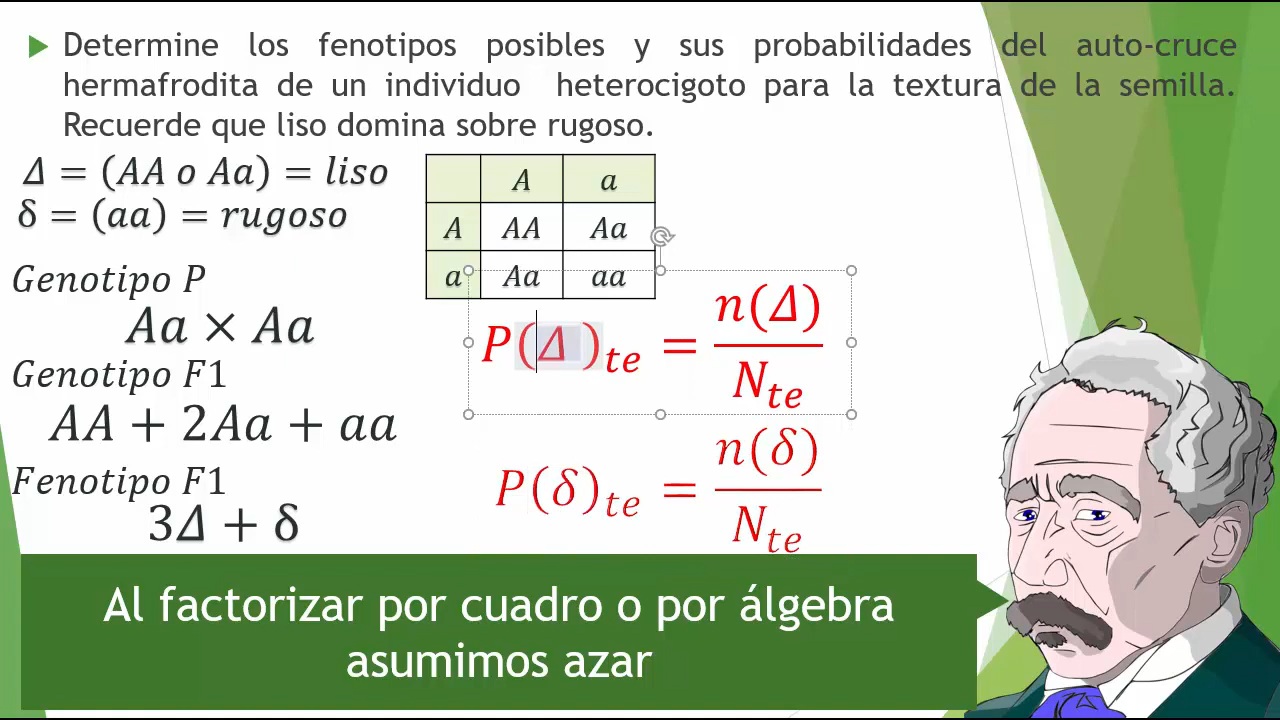 Determine los fenotipos posibles y sus probabilidades del auto-cruce
hermafrodita de un individuo heterocigoto para la textura de la semilla.
Recuerde que liso domina sobre rugoso.
Δ = (AA o Aa) = liso
δ = (aa) = rugoso
A a
A AA Aa
a Aa aa
Genotipo P
Aa × Aa
Genotipo F1
AA + 2Aa + aa
Fenotipo F1
3Δ + δ
P(Δ )te = n(Δ)/Nte
P(δ)te = n(δ)/Nte
Al factorizar por cuadro o por álgebra
asumimos azar